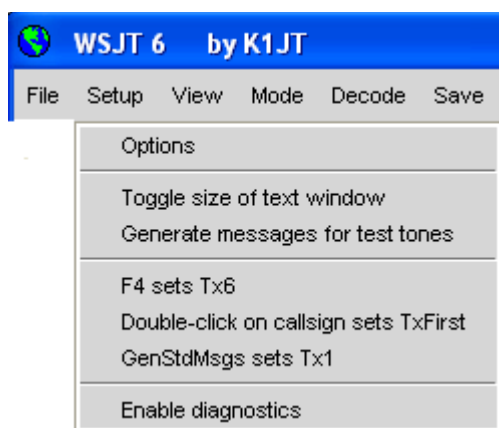 WSJT 6 by K1JT
File Setup View Mode Decode Save
Options
Toggle size of text window
Generate messages for test tones
F4 sets Tx6
Double-click on callsign sets TxFirst
GenStdMsgs sets Tx1
Enable diagnostics